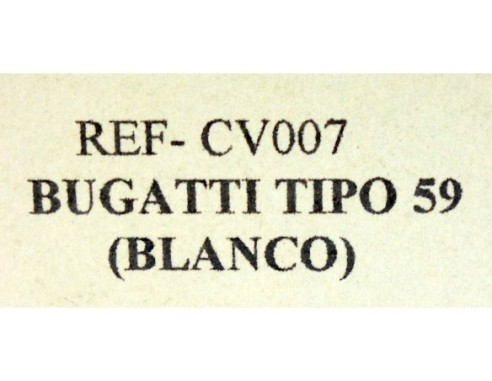 REF- CV007
BUGATTI TIPO 59
(BLANCO)